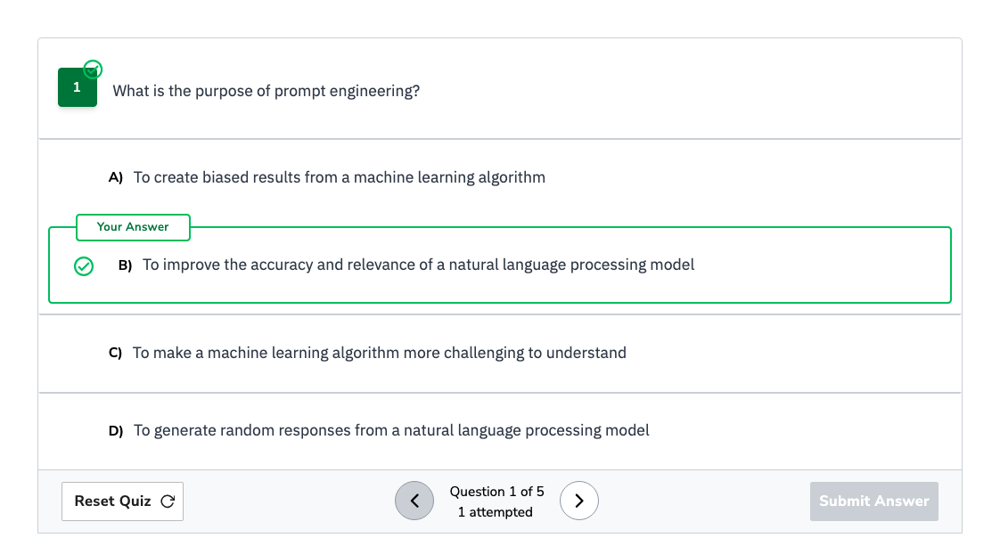 1
What is the purpose of prompt engineering?
A) To create biased results from a machine learning algorithm
Your Answer
B) To improve the accuracy and relevance of a natural language processing model
C) To make a machine learning algorithm more challenging to understand
D) To generate random responses from a natural language processing model
Reset Quiz
Question 1 of 5
1 attempted
Submit Answer